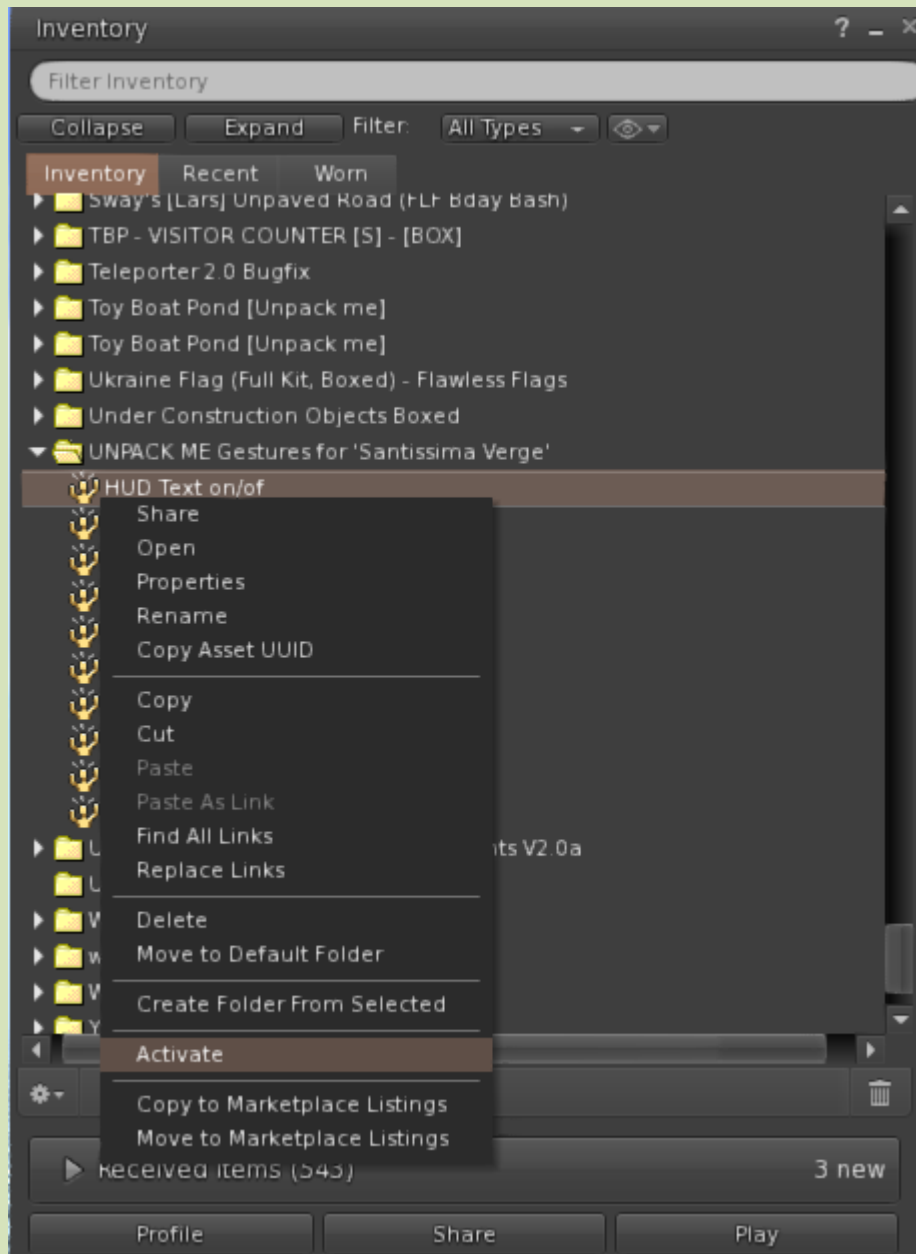 Inventory ? _ ×
Filter Inventory
Collapse Expand Filter: All Types
Inventory Recent Worn
Sway's [Lars] Unpaved Road (FLF Bday Bash)
TBP - VISITOR COUNTER [S] - [BOX]
Teleporter 2.0 Bugfix
Toy Boat Pond [Unpack me]
Toy Boat Pond [Unpack me]
Ukraine Flag (Full Kit, Boxed) - Flawless Flags
Under Construction Objects Boxed
UNPACK ME Gestures for 'Santissima Verge'
HUD Text on/of
Share
Open
Properties
Rename
Copy Asset UUID
Copy
Cut
Paste
Paste As Link
Find All Links
Replace Links
Delete
Move to Default Folder
Create Folder From Selected
Activate
Copy to Marketplace Listings
Move to Marketplace Listings
V2.0a
Received Items (543) 3 new
Profile Share Play